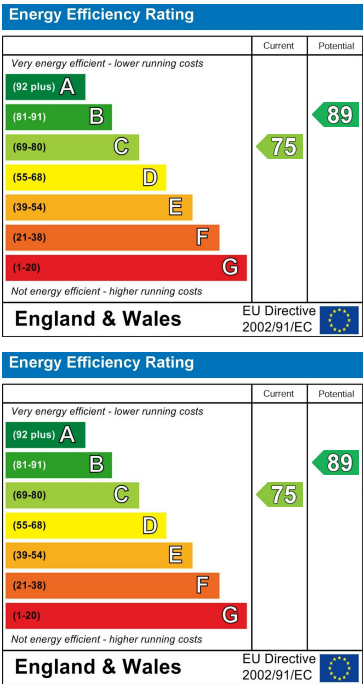 Energy Efficiency Rating
Current Potential
Very energy efficient - lower running costs
(92 plus) A
(81-91) B 89
(69-80) C 75
(55-68) D
(39-54) E
(21-38) F
(1-20) G
Not energy efficient - higher running costs
England & Wales EU Directive 2002/91/EC
Energy Efficiency Rating
Current Potential
Very energy efficient - lower running costs
(92 plus) A
(81-91) B 89
(69-80) C 75
(55-68) D
(39-54) E
(21-38) F
(1-20) G
Not energy efficient - higher running costs
England & Wales EU Directive 2002/91/EC